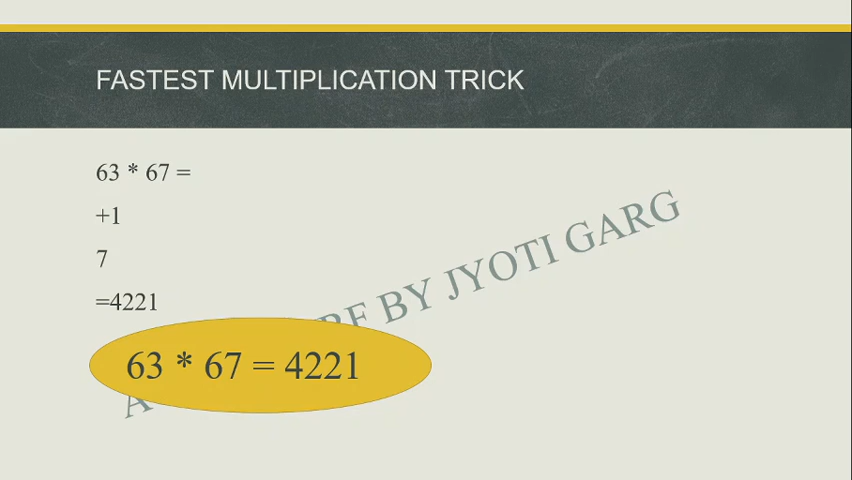 FASTEST MULTIPLICATION TRICK
63 * 67 =
+1
7
=4221
63 * 67 = 4221
BY JYOTI GARG